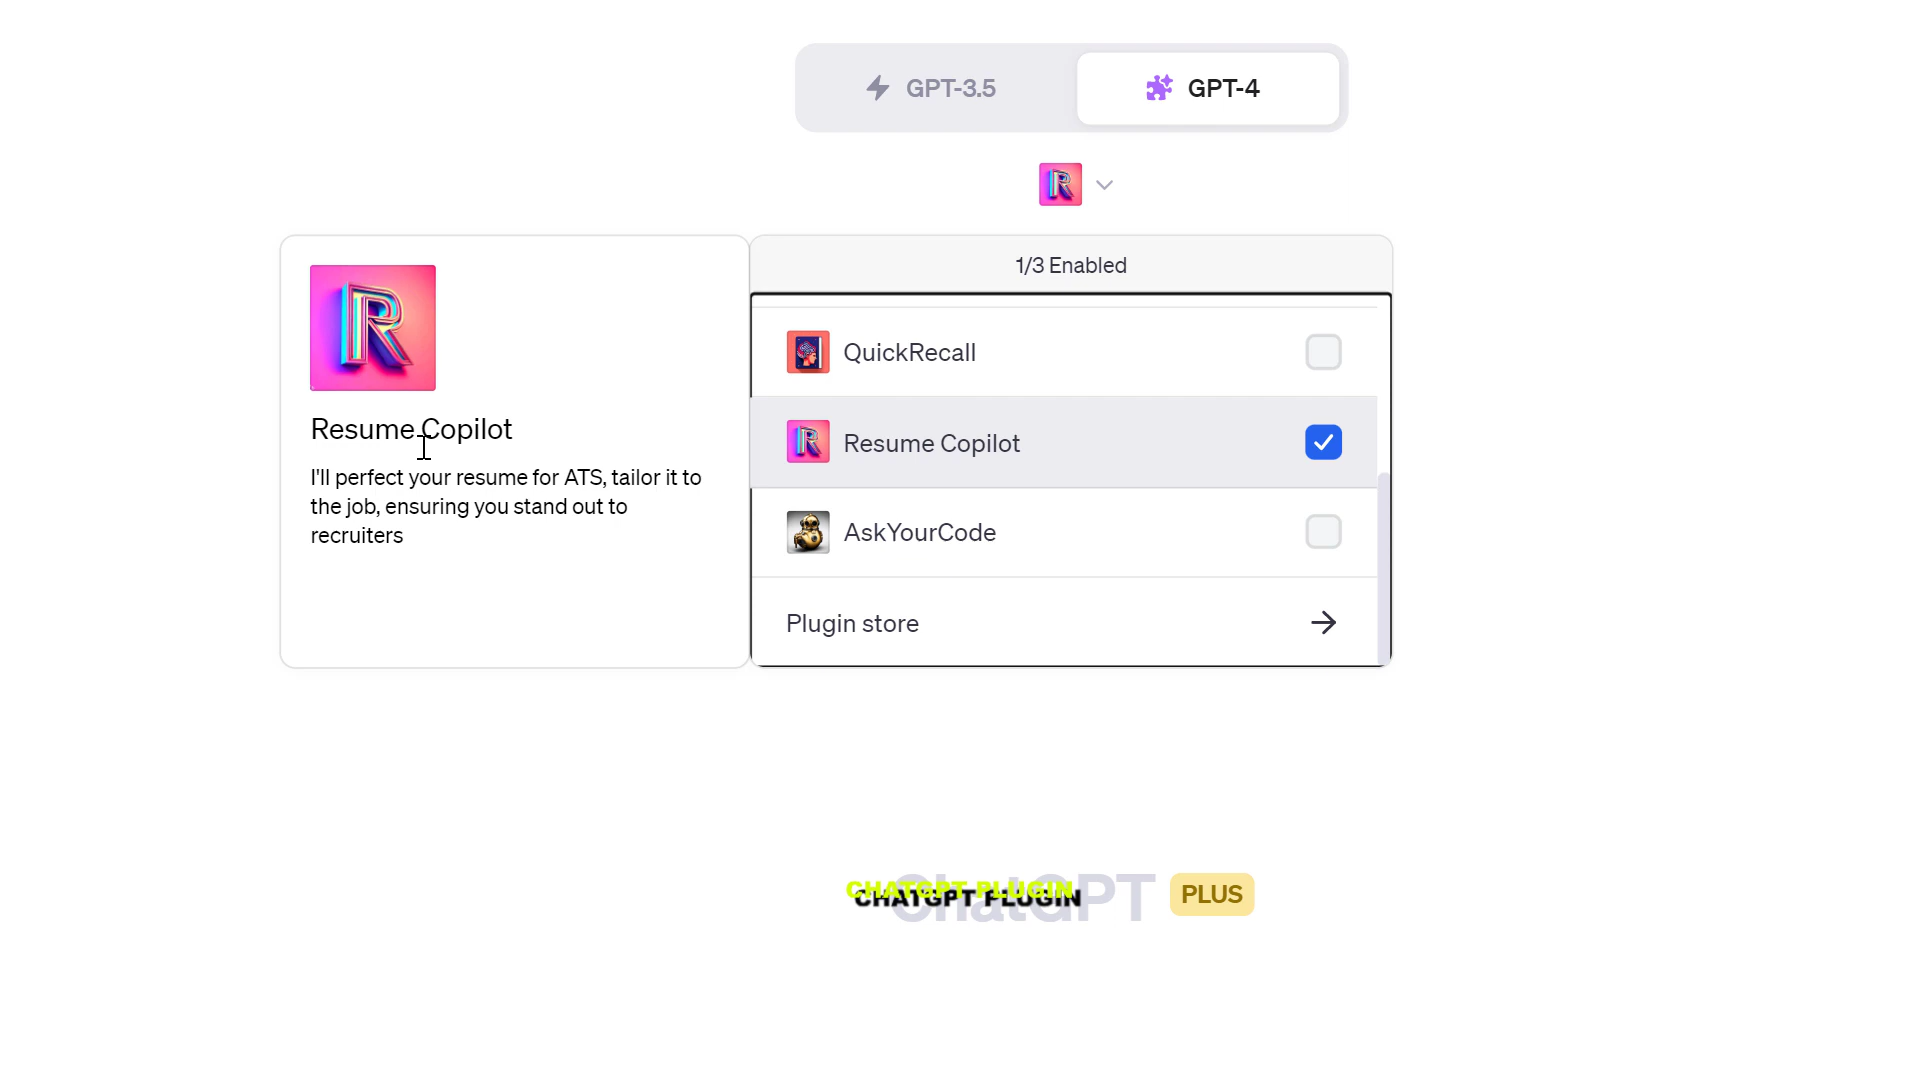 GPT-3.5
GPT-4
1/3 Enabled
Resume Copilot
I'll perfect your resume for ATS, tailor it to
the job, ensuring you stand out to
recruiters
QuickRecall
Resume Copilot
AskYourCode
Plugin store
CHATGPT PLUGIN
ChatGPT PLUS